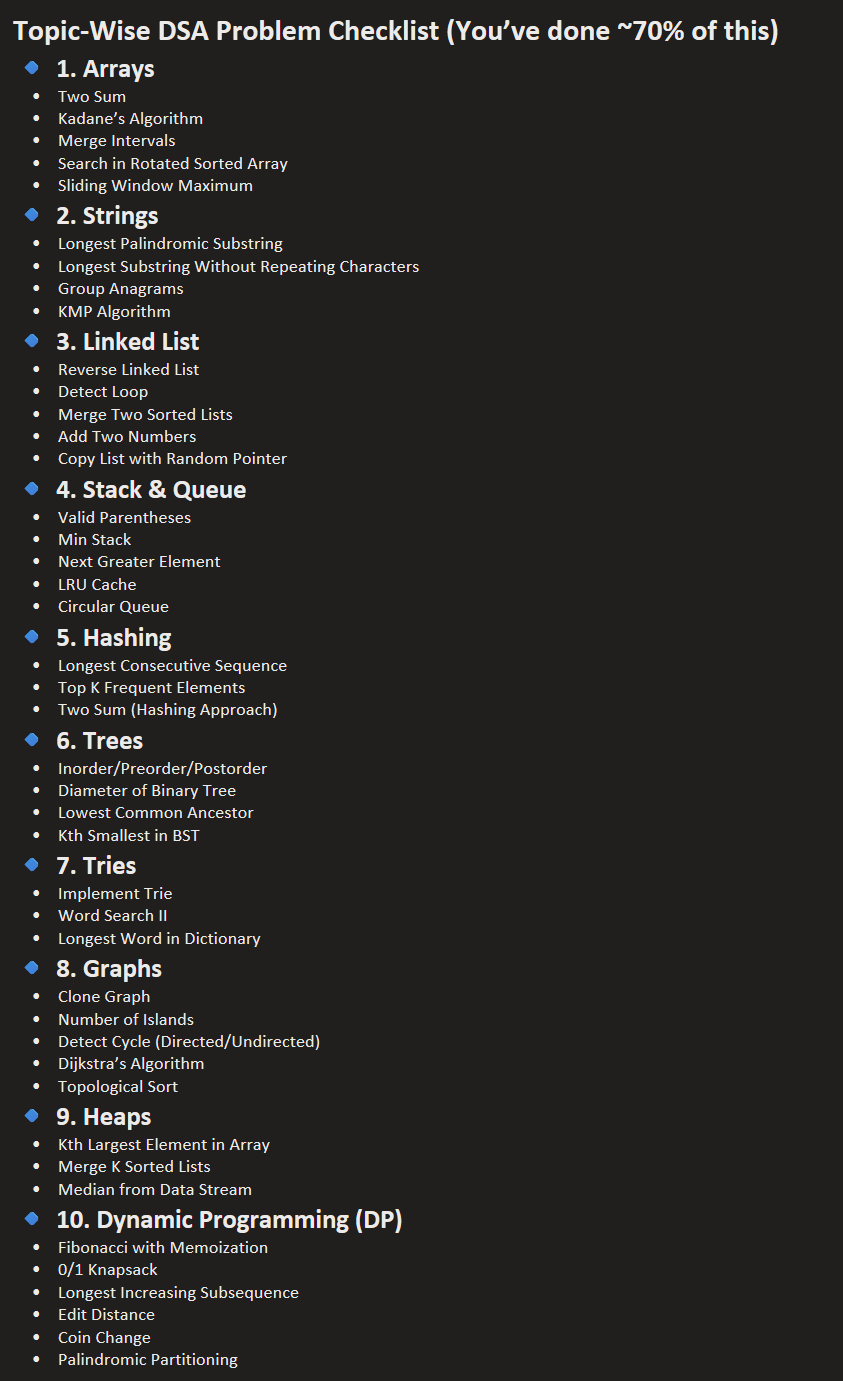 Topic-Wise DSA Problem Checklist (You’ve done ~70% of this)
1. Arrays
Two Sum
Kadane’s Algorithm
Merge Intervals
Search in Rotated Sorted Array
Sliding Window Maximum
2. Strings
Longest Palindromic Substring
Longest Substring Without Repeating Characters
Group Anagrams
KMP Algorithm
3. Linked List
Reverse Linked List
Detect Loop
Merge Two Sorted Lists
Add Two Numbers
Copy List with Random Pointer
4. Stack & Queue
Valid Parentheses
Min Stack
Next Greater Element
LRU Cache
Circular Queue
5. Hashing
Longest Consecutive Sequence
Top K Frequent Elements
Two Sum (Hashing Approach)
6. Trees
Inorder/Preorder/Postorder
Diameter of Binary Tree
Lowest Common Ancestor
Kth Smallest in BST
7. Tries
Implement Trie
Word Search II
Longest Word in Dictionary
8. Graphs
Clone Graph
Number of Islands
Detect Cycle (Directed/Undirected)
Dijkstra’s Algorithm
Topological Sort
9. Heaps
Kth Largest Element in Array
Merge K Sorted Lists
Median from Data Stream
10. Dynamic Programming (DP)
Fibonacci with Memoization
0/1 Knapsack
Longest Increasing Subsequence
Edit Distance
Coin Change
Palindromic Partitioning